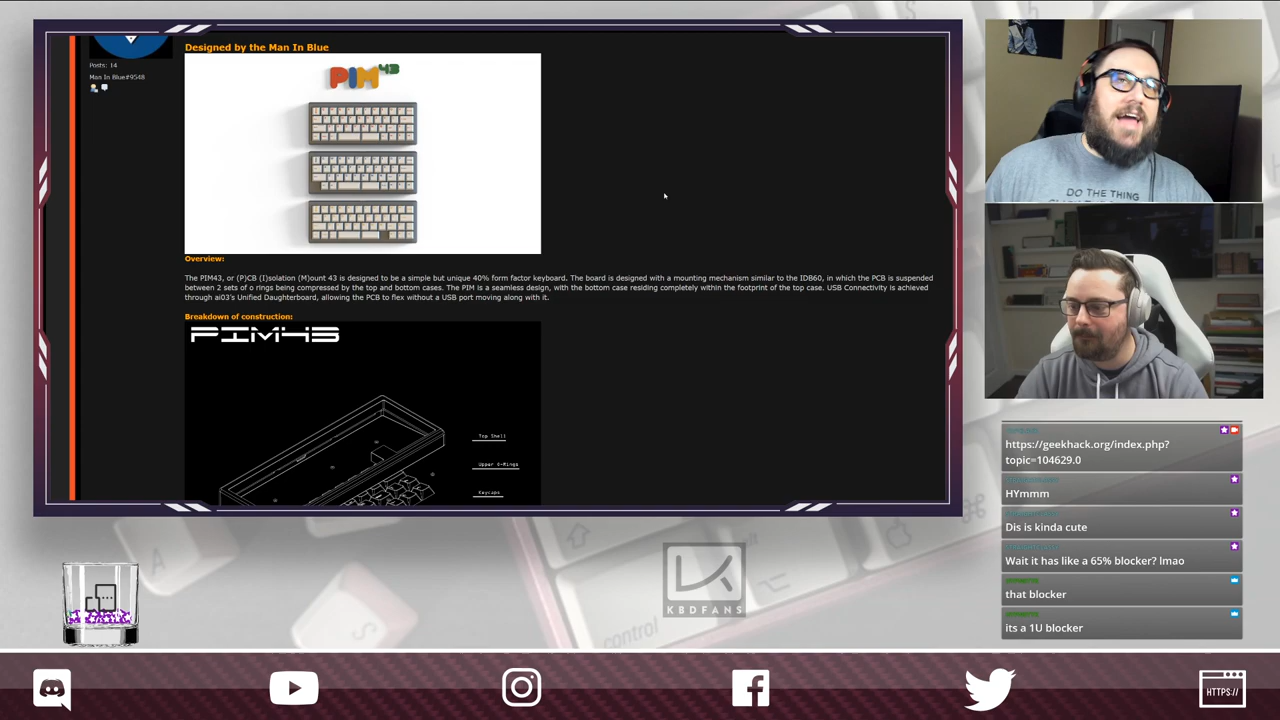 Designed by the Man In Blue
Posts: 14
Man In Blue#9548
PIM43
Overview:
The PIM43, or (P)CB (I)solation (M)ount 43 is designed to be a simple but unique 40% form factor keyboard. The board is designed with a mounting mechanism similar to the IDB60, in which the PCB is suspended
between 2 sets of o rings being compressed by the top and bottom cases. The PIM is a seamless design, with the bottom case residing completely within the footprint of the top case. USB Connectivity is achieved
through ai03's Unified Daughterboard, allowing the PCB to flex without a USB port moving along with it.
Breakdown of construction:
PIM43
Top Shell
Upper O-Rings
Keycaps
DO THE THING
https://geekhack.org/index.php?
topic=104629.0
HYmmm
Dis is kinda cute
Wait it has like a 65% blocker? lmao
that blocker
its a 1U blocker
KBDFANS
control
HTTPS://